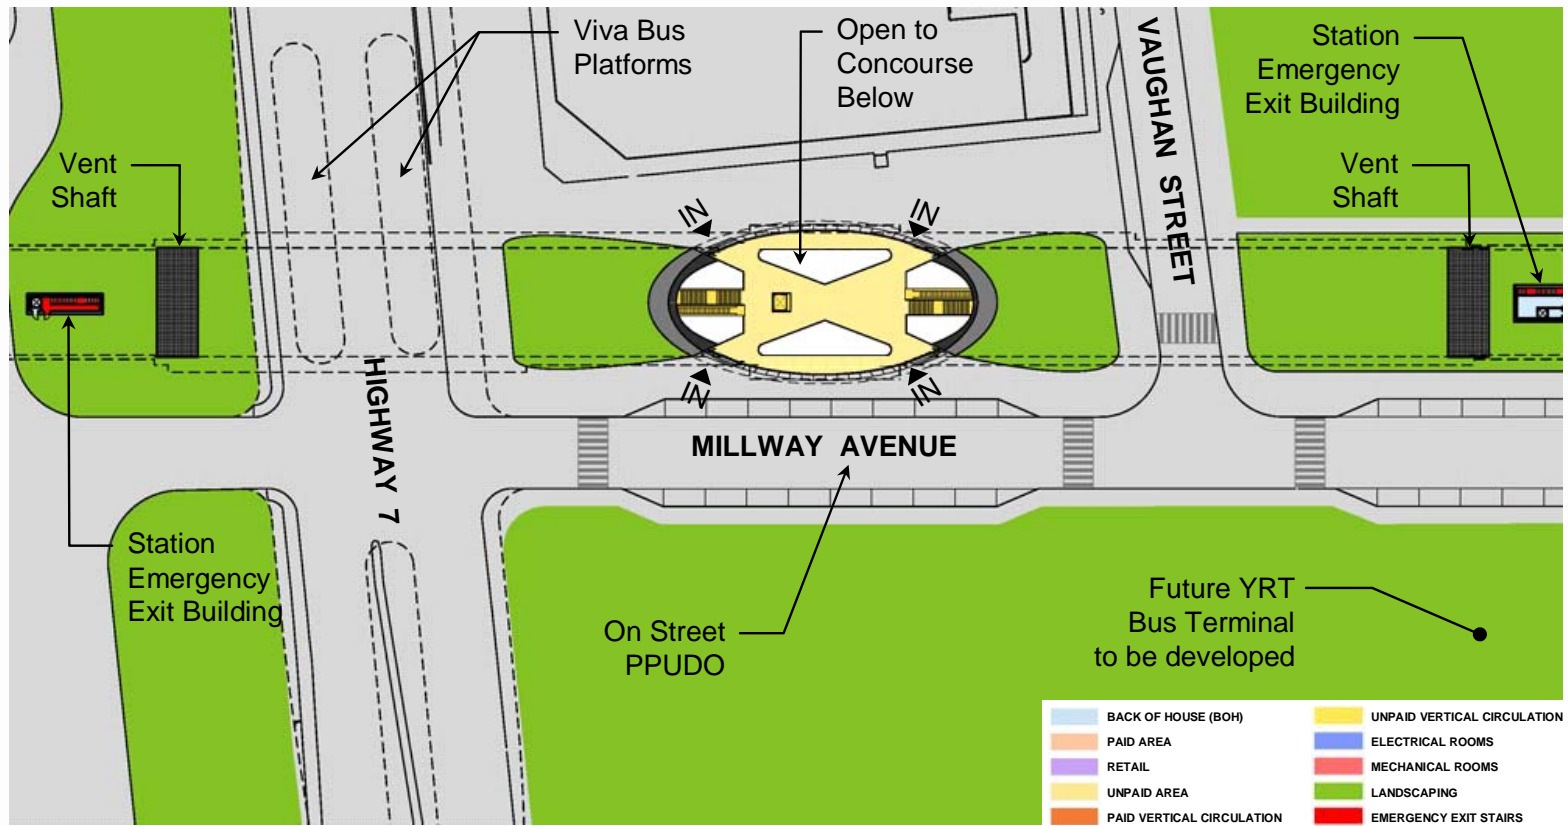 Viva Bus
Platforms
Open to
Concourse
Below
VAUGHAN STREET
Station
Emergency
Exit Building
Vent
Shaft
Vent
Shaft
IN
IN
IN
IN
HIGHWAY 7
MILLWAY AVENUE
Station
Emergency
Exit Building
On Street
PPUDO
Future YRT
Bus Terminal
to be developed
BACK OF HOUSE (BOH)
PAID AREA
RETAIL
UNPAID AREA
PAID VERTICAL CIRCULATION
UNPAID VERTICAL CIRCULATION
ELECTRICAL ROOMS
MECHANICAL ROOMS
LANDSCAPING
EMERGENCY EXIT STAIRS